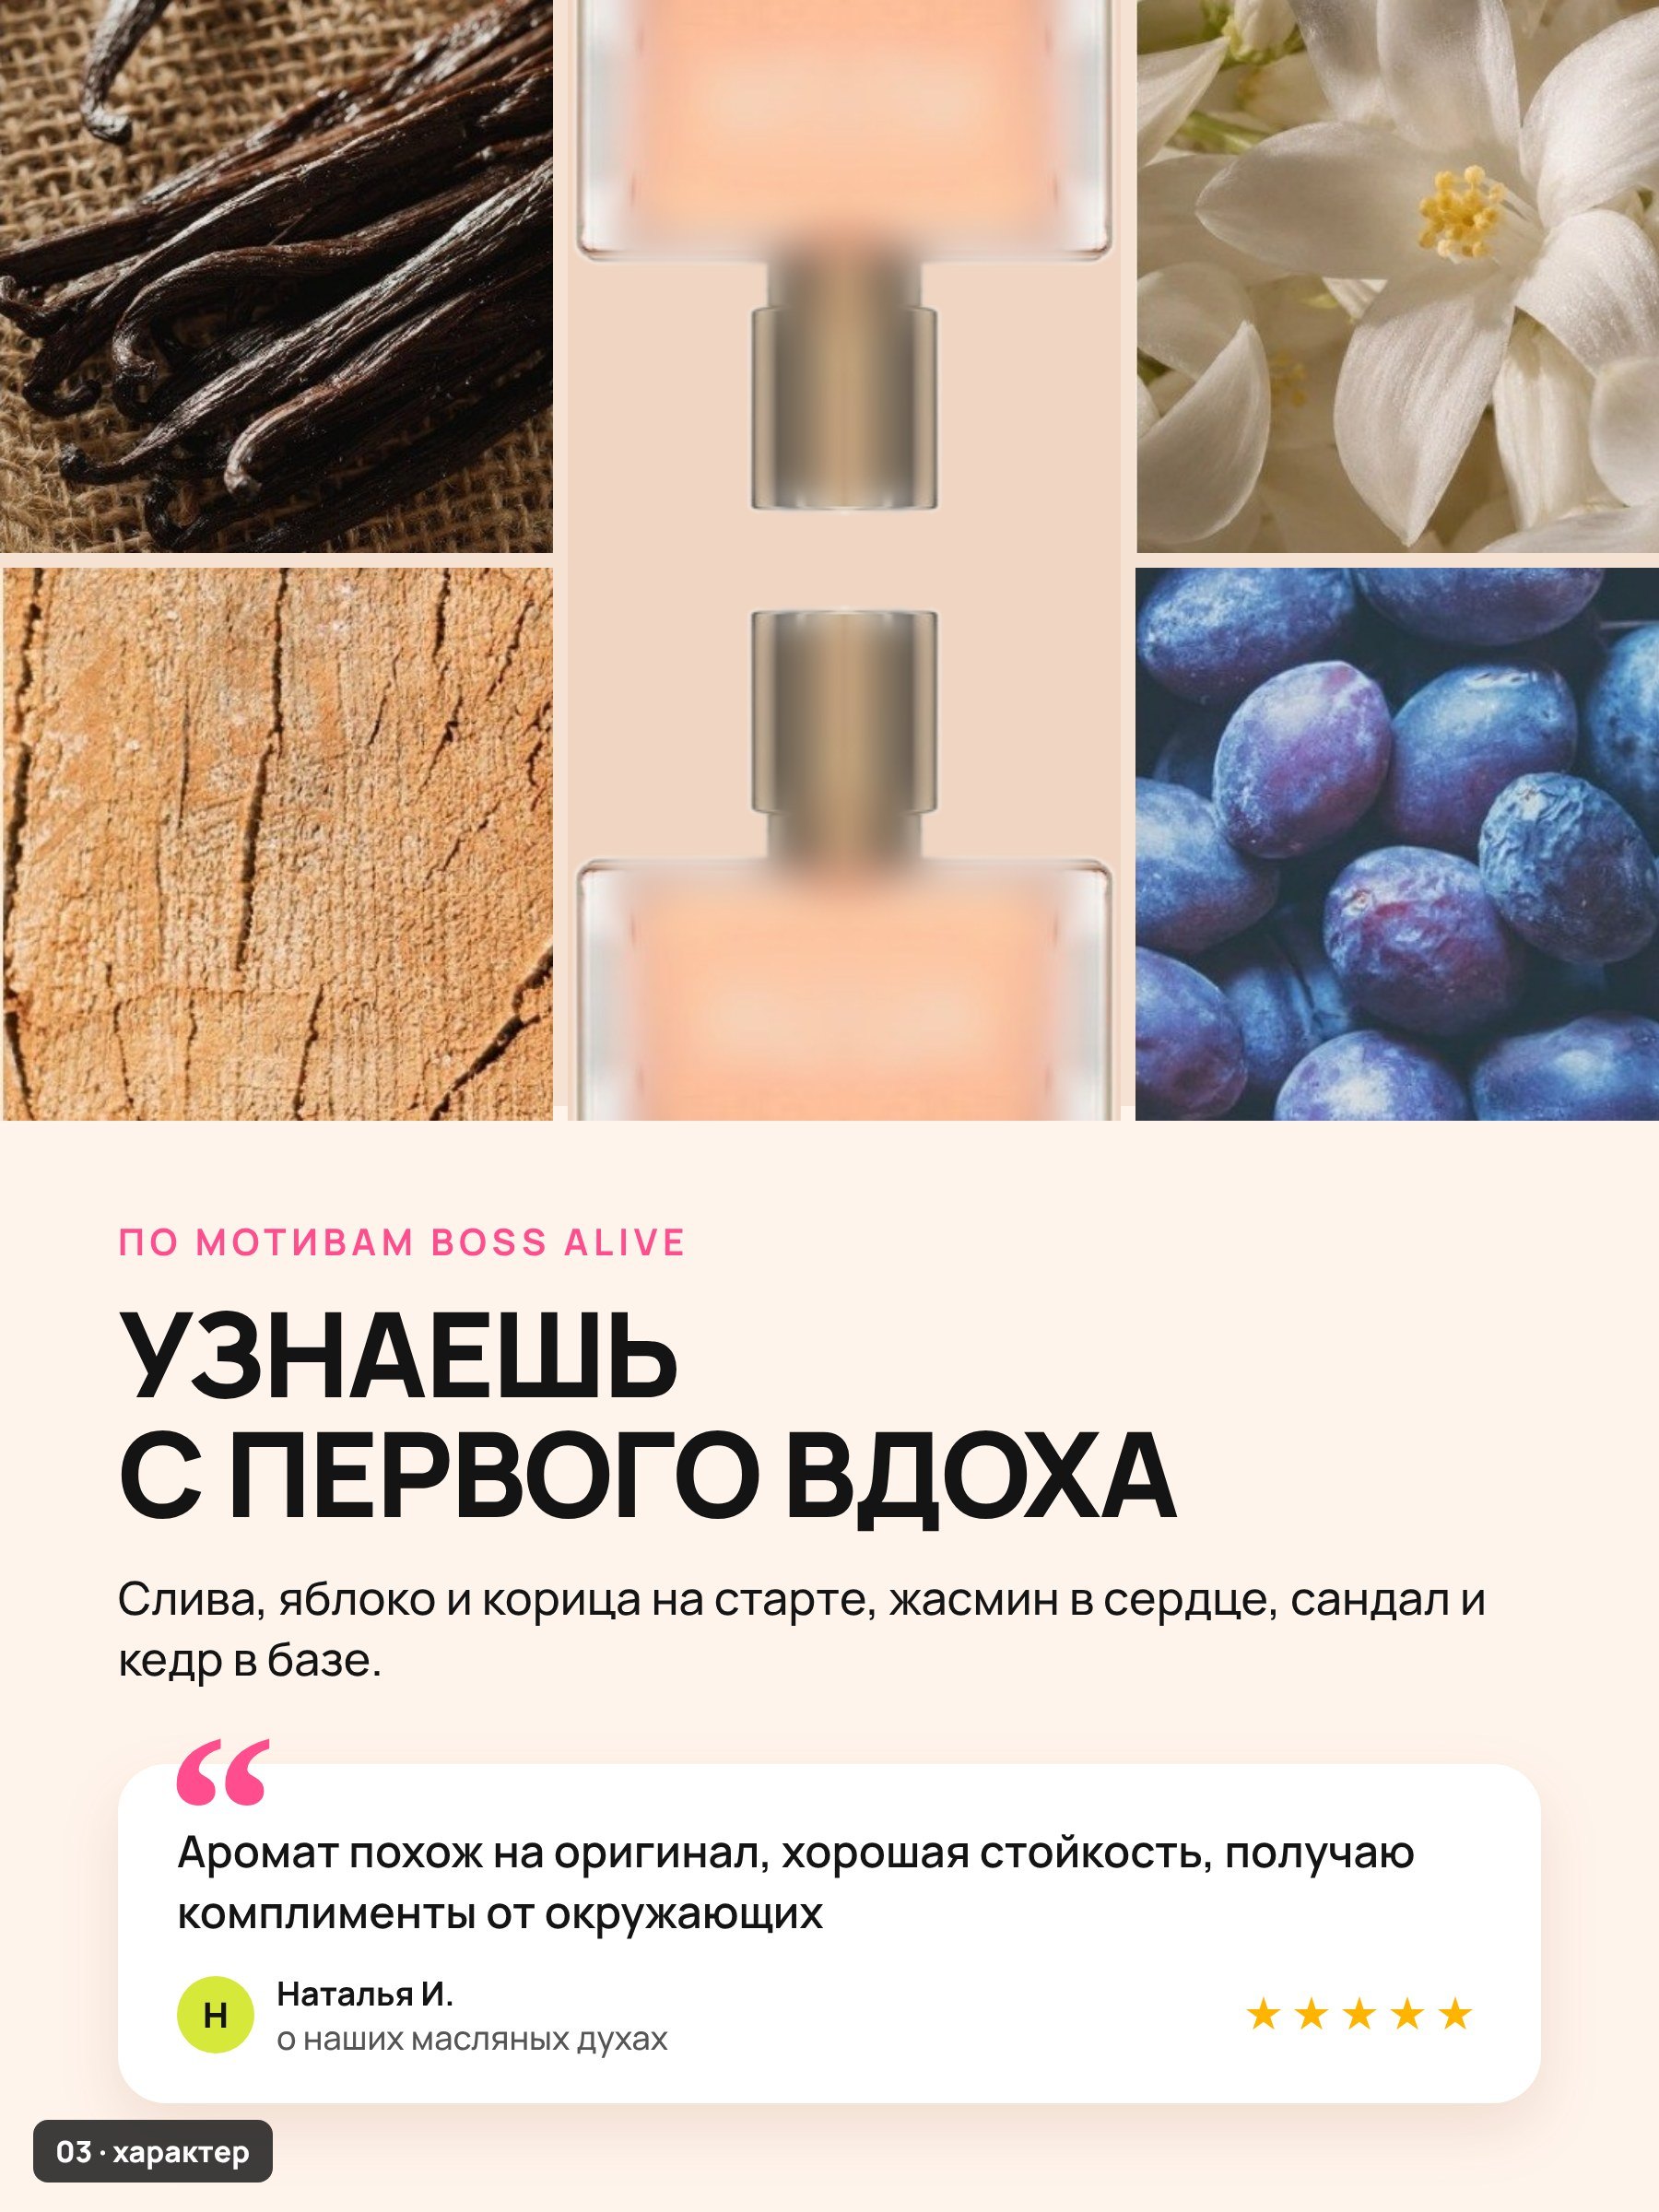 ПО МОТИВАМ BOSS ALIVE
УЗНАЕШЬ
С ПЕРВОГО ВДОХА
Слива, яблоко и корица на старте, жасмин в сердце, сандал и
кедр в базе.
“
Аромат похож на оригинал, хорошая стойкость, получаю
комплименты от окружающих
Н
Наталья И.
о наших масляных духах
★★★★★
03 · характер